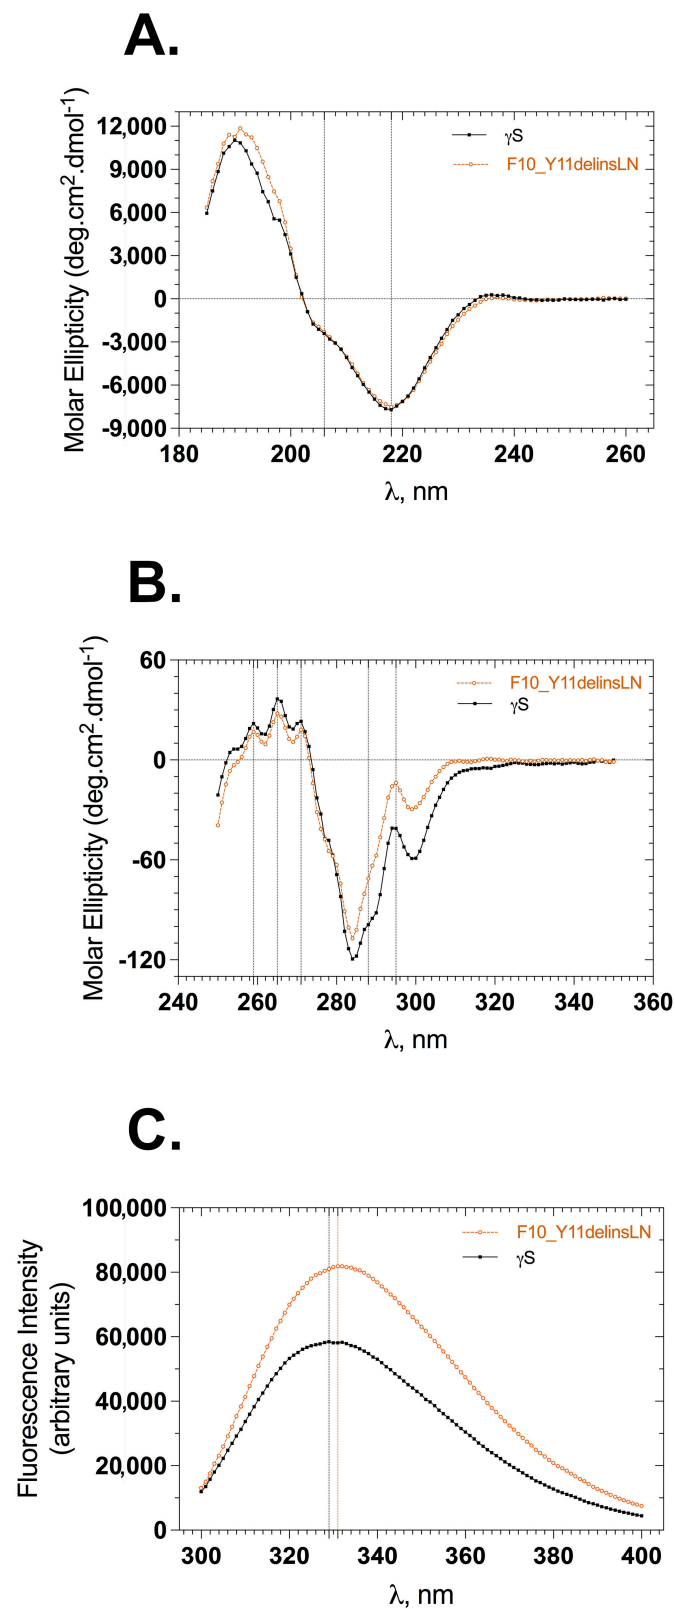 A.
Molar Ellipticity (deg.cm².dmol⁻¹)
12,000
9,000
6,000
3,000
0
-3,000
-6,000
-9,000
γS
F10_Y11delinsLN
180 200 220 240 260
λ, nm
B.
Molar Ellipticity (deg.cm².dmol⁻¹)
60
0
-60
-120
F10_Y11delinsLN
γS
240 260 280 300 320 340 360
λ, nm
C.
Fluorescence Intensity
(arbitrary units)
100,000
80,000
60,000
40,000
20,000
0
F10_Y11delinsLN
γS
300 320 340 360 380 400
λ, nm